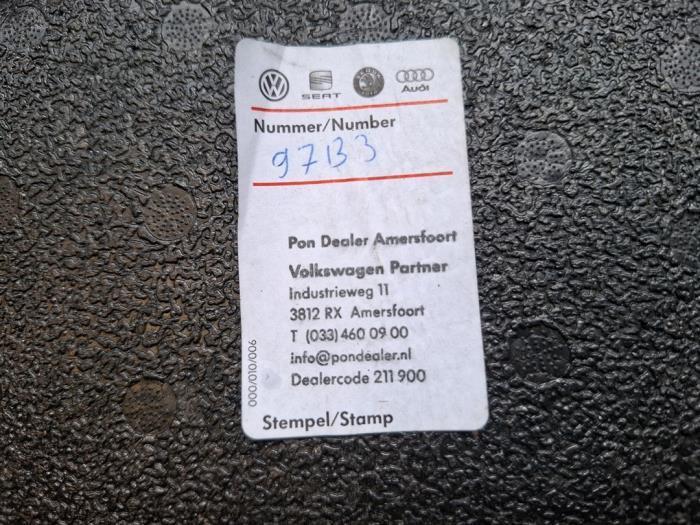 SEAT Audi
Nummer/Number
97133
Pon Dealer Amersfoort
Volkswagen Partner
Industrieweg 11
3812 RX Amersfoort
T (033) 460 09 00
info@pondealer.nl
Dealercode 211 900
000/010/006
Stempel/Stamp